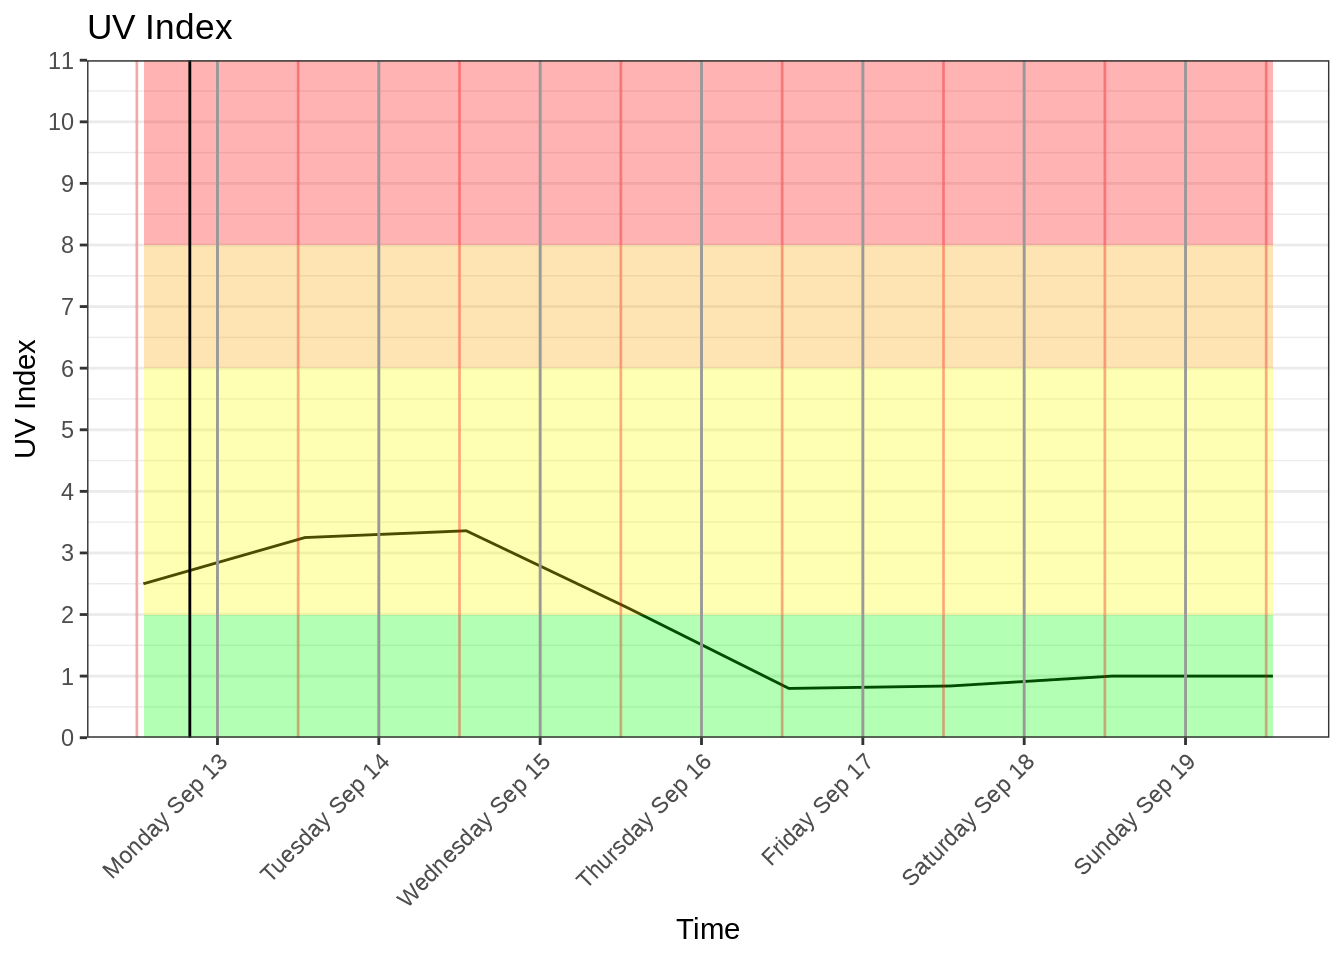 UV Index
11
10
9
8
7
6
5
4
3
2
1
0
UV Index
Monday Sep 13
Tuesday Sep 14
Wednesday Sep 15
Thursday Sep 16
Friday Sep 17
Saturday Sep 18
Sunday Sep 19
Time